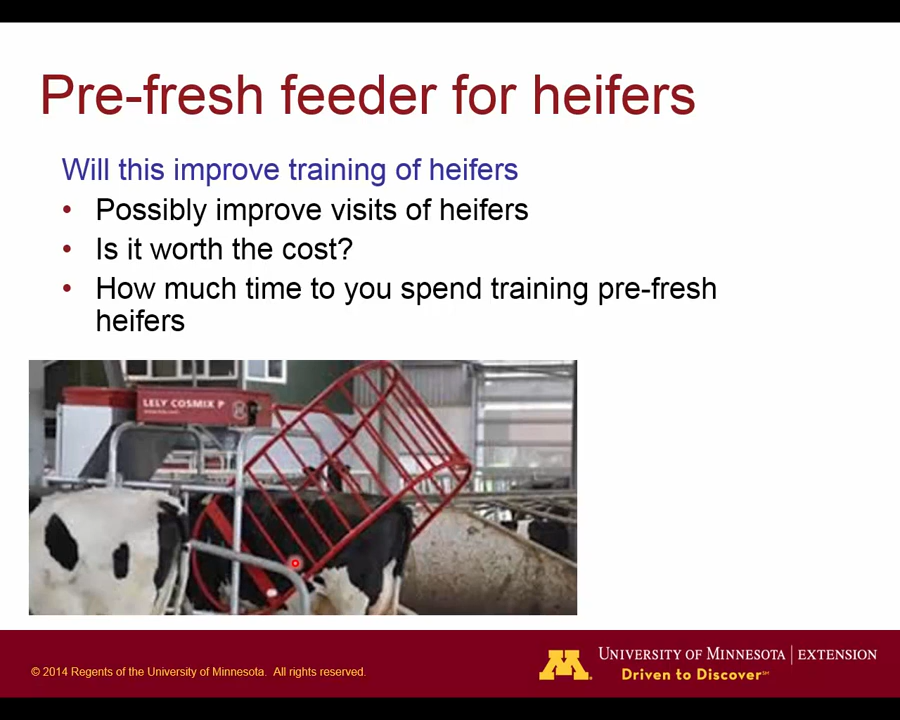 Pre-fresh feeder for heifers
Will this improve training of heifers
• Possibly improve visits of heifers
• Is it worth the cost?
• How much time to you spend training pre-fresh
heifers
LELY COSMIX P
© 2014 Regents of the University of Minnesota. All rights reserved.
UNIVERSITY OF MINNESOTA | EXTENSION
Driven to Discover℠